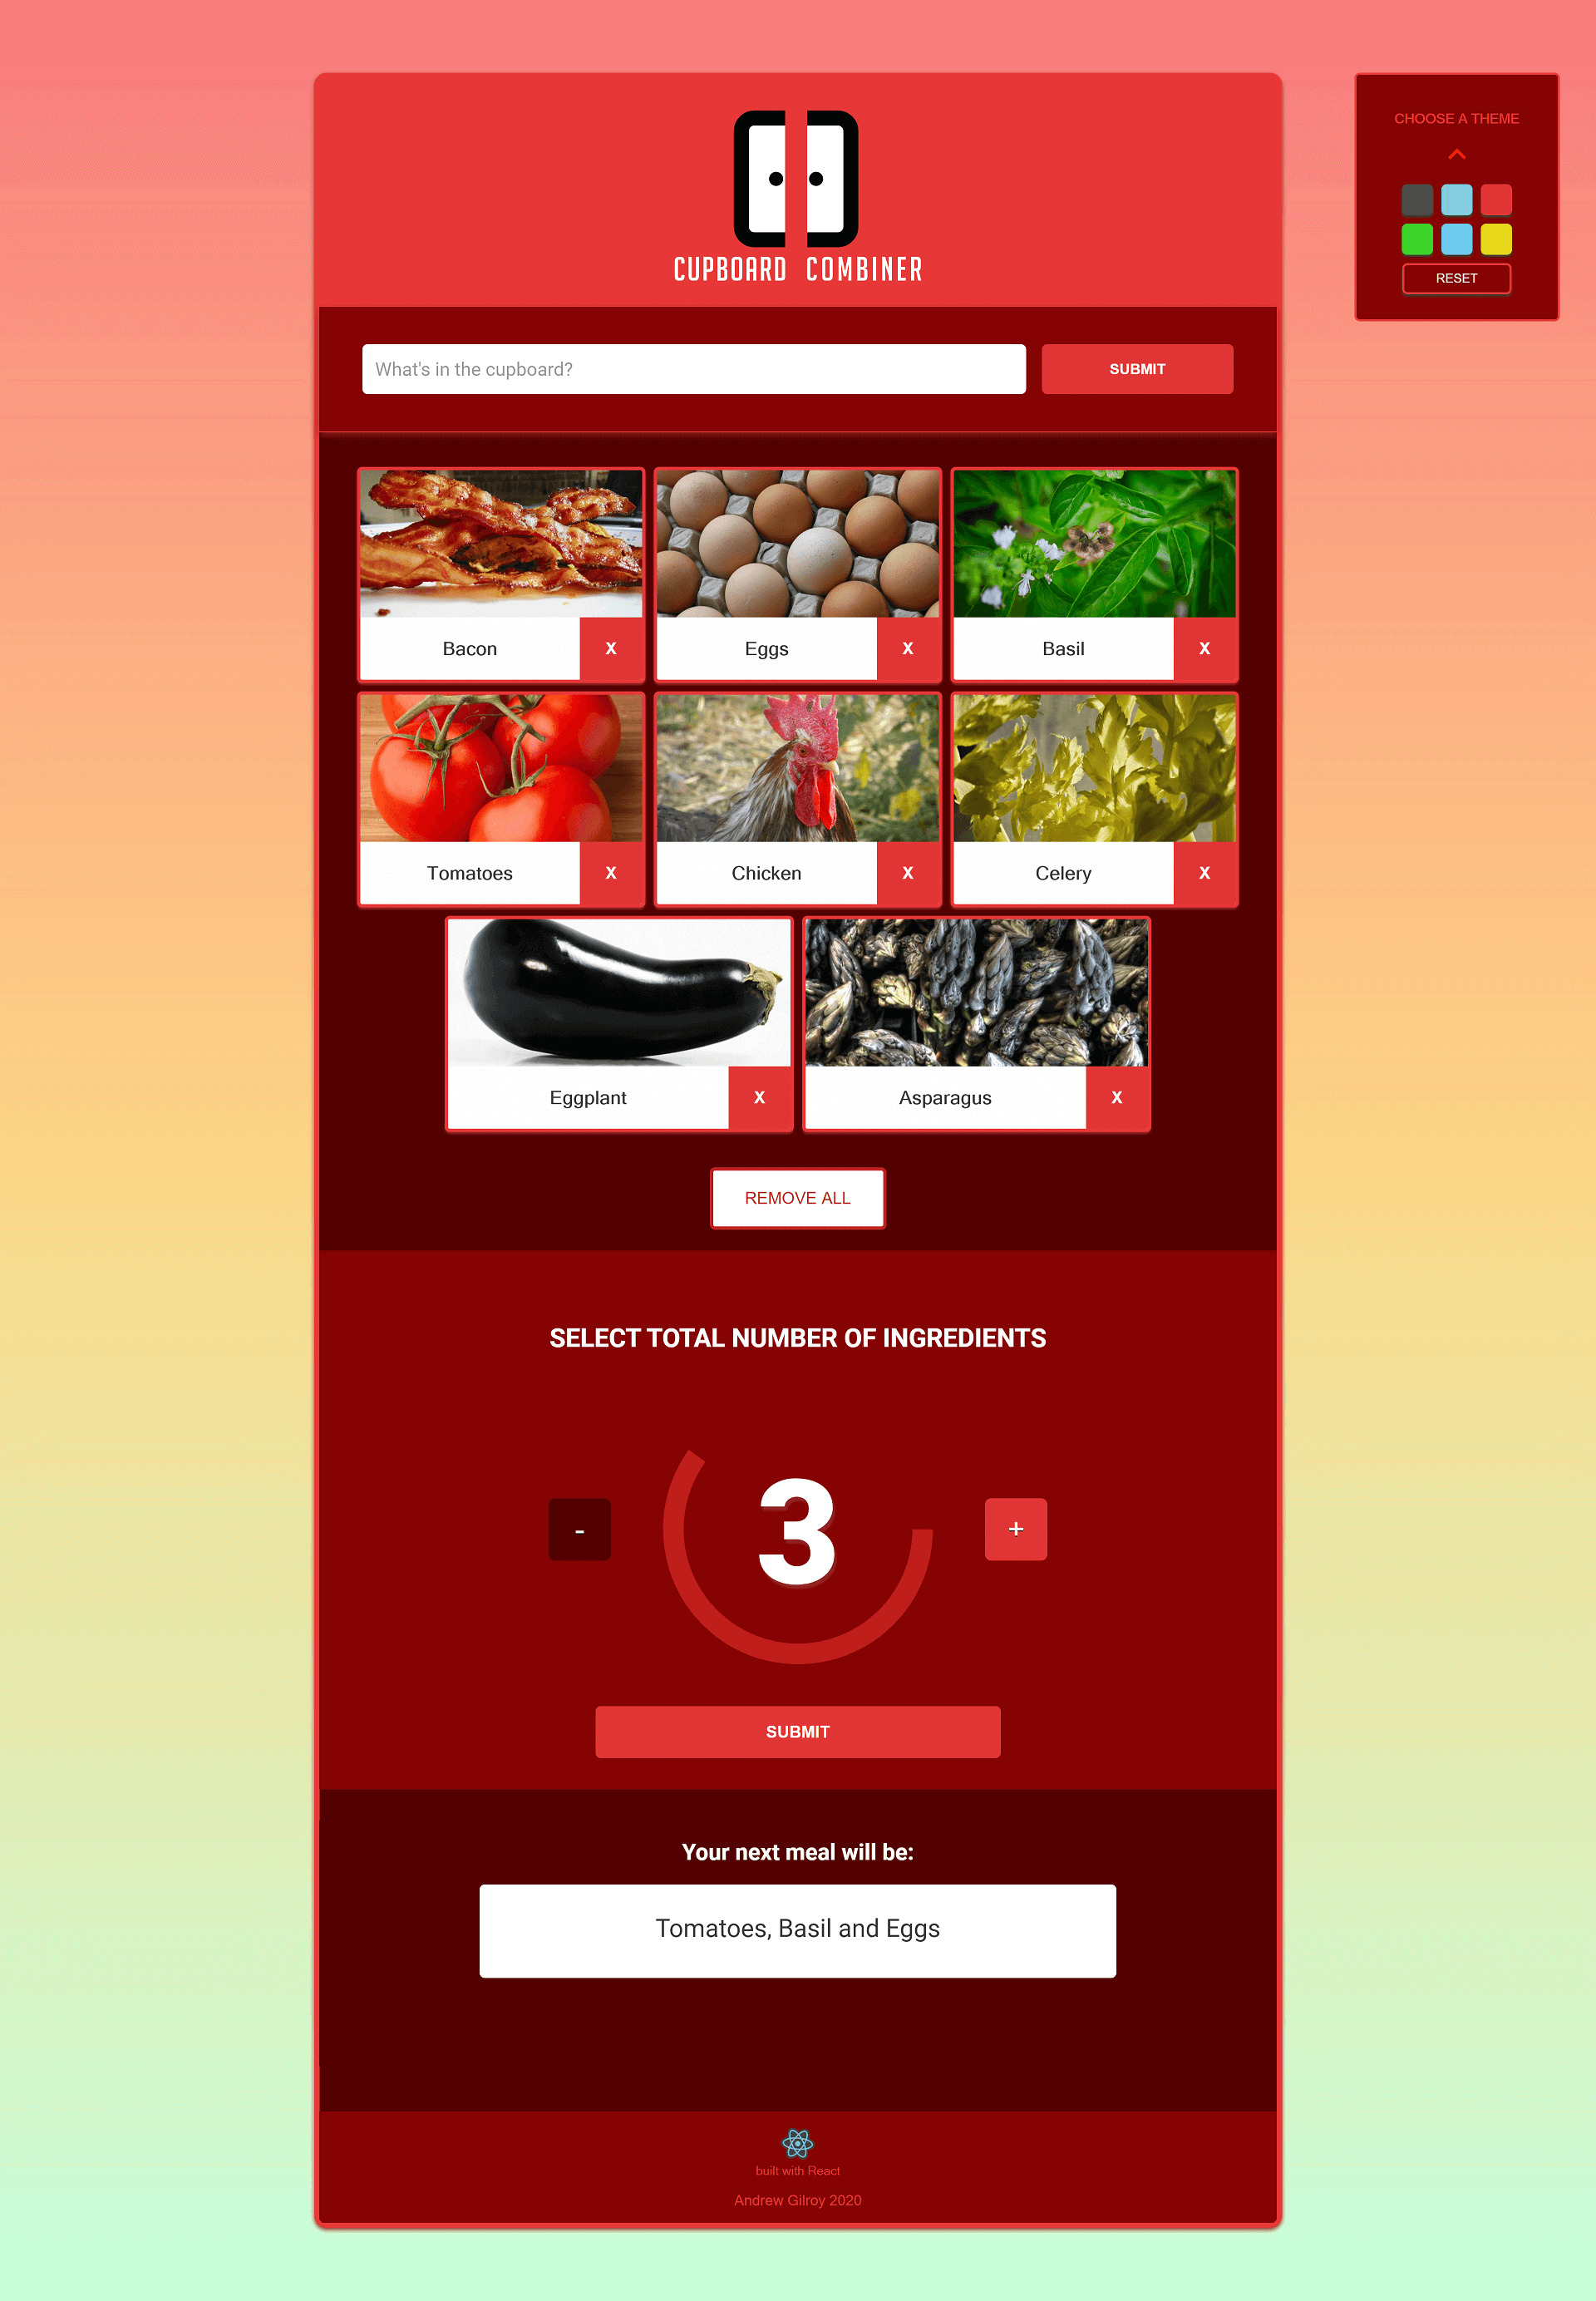 CUPBOARD COMBINER
CHOOSE A THEME
RESET
What's in the cupboard?
SUBMIT
Bacon X
Eggs X
Basil X
Tomatoes X
Chicken X
Celery X
Eggplant X
Asparagus X
REMOVE ALL
SELECT TOTAL NUMBER OF INGREDIENTS
- 3 +
SUBMIT
Your next meal will be:
Tomatoes, Basil and Eggs
built with React
Andrew Gilroy 2020